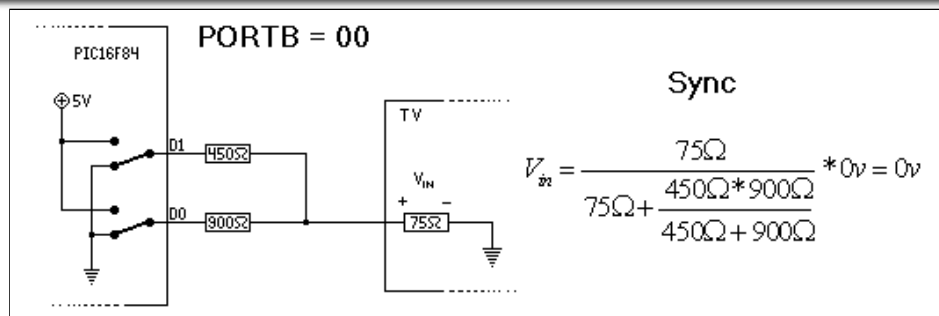 PORTB = 00
PIC16F84
5V
D1
450Ω
D0
900Ω
TV
VIN
+ −
75Ω
Sync
Vin = 75Ω / (75Ω + (450Ω*900Ω) / (450Ω+900Ω)) *0v = 0v